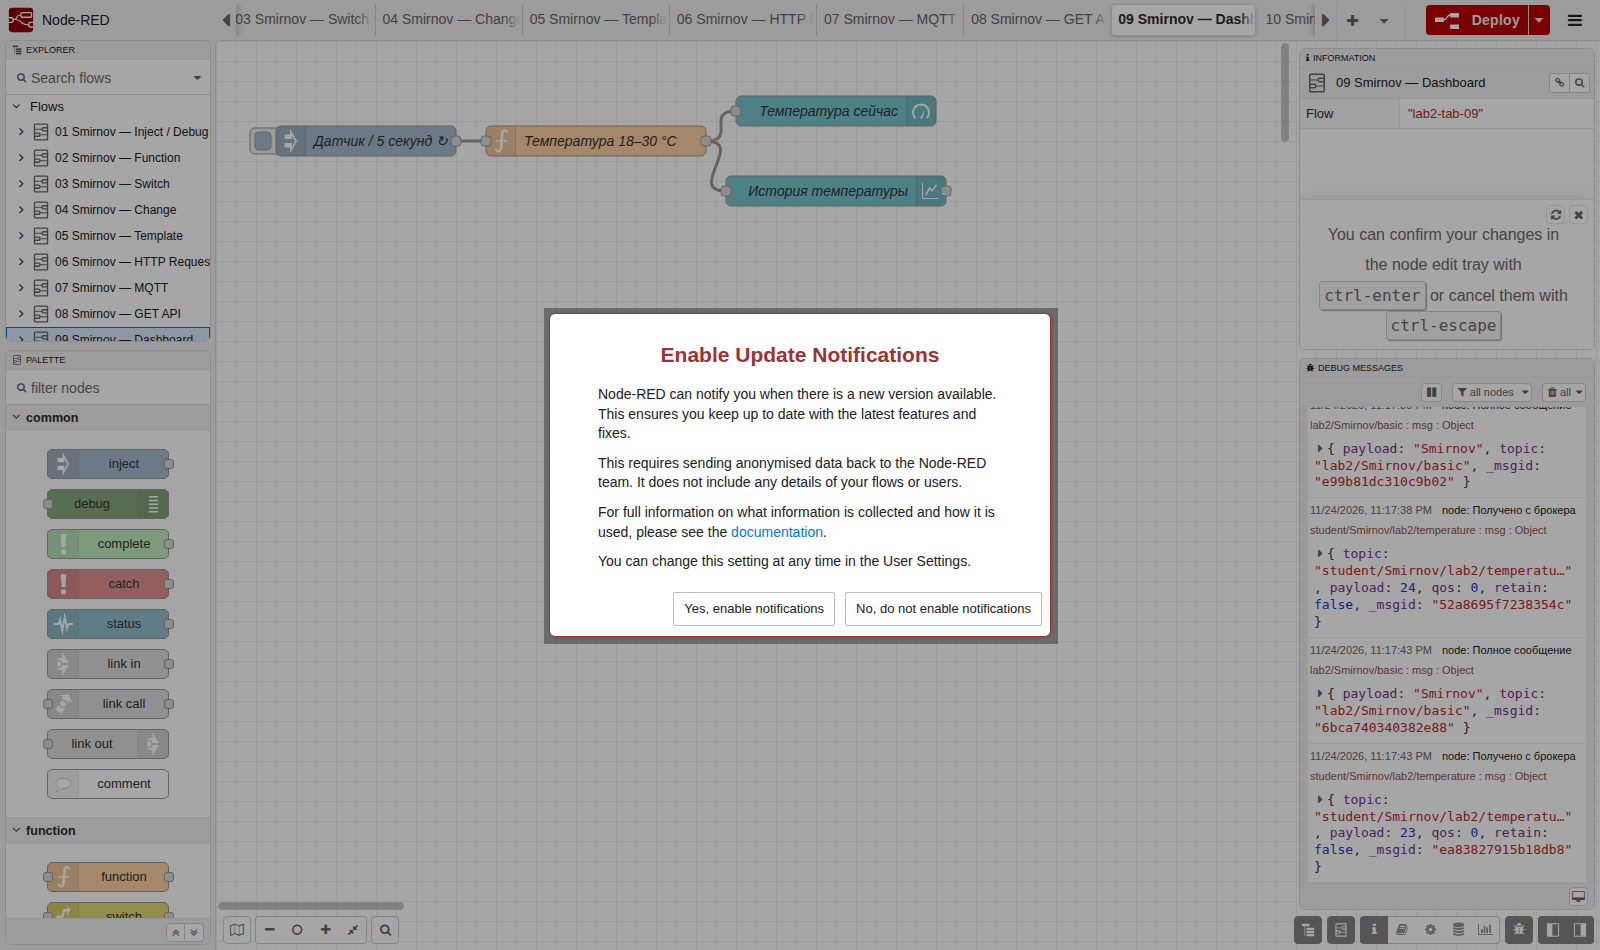 Node-RED
03 Smirnov — Switch
04 Smirnov — Chang
05 Smirnov — Templa
06 Smirnov — HTTP
07 Smirnov — MQTT
08 Smirnov — GET A
09 Smirnov — Dash
10 Smir
Deploy
EXPLORER
Search flows
Flows
01 Smirnov — Inject / Debug
02 Smirnov — Function
03 Smirnov — Switch
04 Smirnov — Change
05 Smirnov — Template
06 Smirnov — HTTP Reques
07 Smirnov — MQTT
08 Smirnov — GET API
09 Smirnov — Dashboard
PALETTE
filter nodes
common
inject
debug
complete
catch
status
link in
link call
link out
comment
function
function
switch
Датчик / 5 секунд ↻
Температура 18–30 °C
Температура сейчас
История температуры
Enable Update Notifications
Node-RED can notify you when there is a new version available.
This ensures you keep up to date with the latest features and
fixes.
This requires sending anonymised data back to the Node-RED
team. It does not include any details of your flows or users.
For full information on what information is collected and how it is
used, please see the documentation.
You can change this setting at any time in the User Settings.
Yes, enable notifications
No, do not enable notifications
INFORMATION
09 Smirnov — Dashboard
Flow
"lab2-tab-09"
You can confirm your changes in
the node edit tray with
ctrl-enter or cancel them with
ctrl-escape
DEBUG MESSAGES
all nodes
all
11/24/2026, 11:17:38 PM node: Полное сообщение
lab2/Smirnov/basic : msg : Object
{ payload: "Smirnov", topic:
"lab2/Smirnov/basic", _msgid:
"e99b81dc310c9b02" }
11/24/2026, 11:17:38 PM node: Получено с брокера
student/Smirnov/lab2/temperature : msg : Object
{ topic:
"student/Smirnov/lab2/temperatu…"
, payload: 24, qos: 0, retain:
false, _msgid: "52a8695f7238354c"
}
11/24/2026, 11:17:43 PM node: Полное сообщение
lab2/Smirnov/basic : msg : Object
{ payload: "Smirnov", topic:
"lab2/Smirnov/basic", _msgid:
"6bca740340382e88" }
11/24/2026, 11:17:43 PM node: Получено с брокера
student/Smirnov/lab2/temperature : msg : Object
{ topic:
"student/Smirnov/lab2/temperatu…"
, payload: 23, qos: 0, retain:
false, _msgid: "ea83827915b18db8"
}